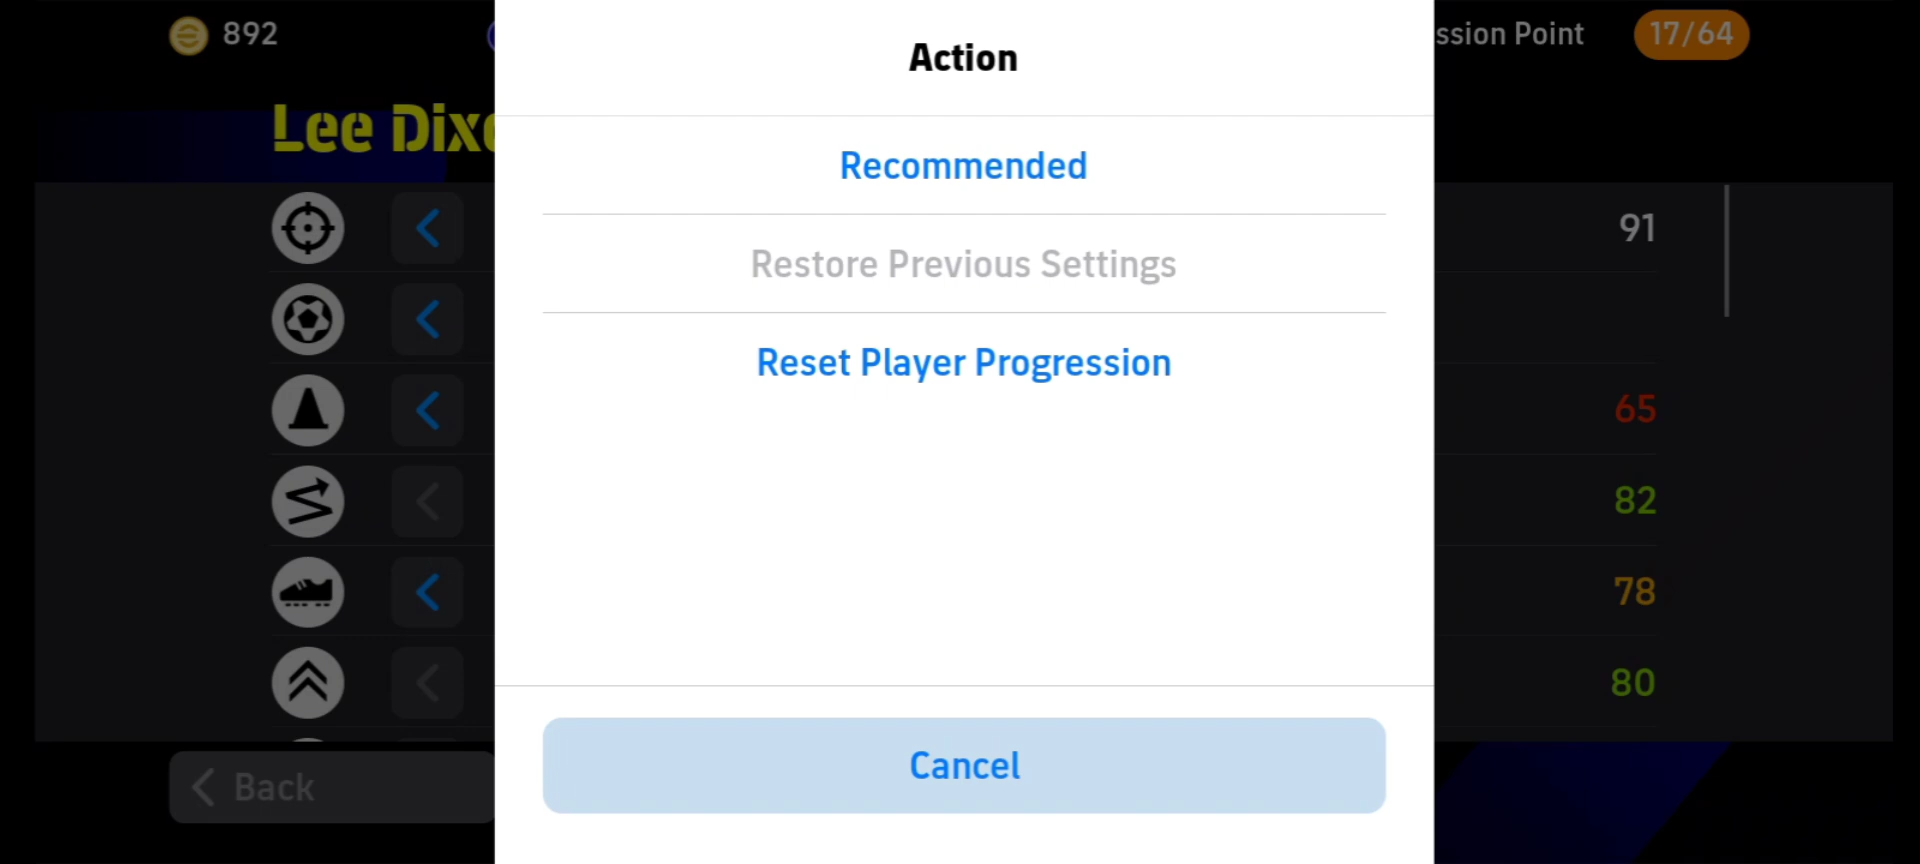 892
Action
ssion Point
17/64
Lee Dix
Recommended
91
Restore Previous Settings
Reset Player Progression
65
82
78
80
Cancel
Back